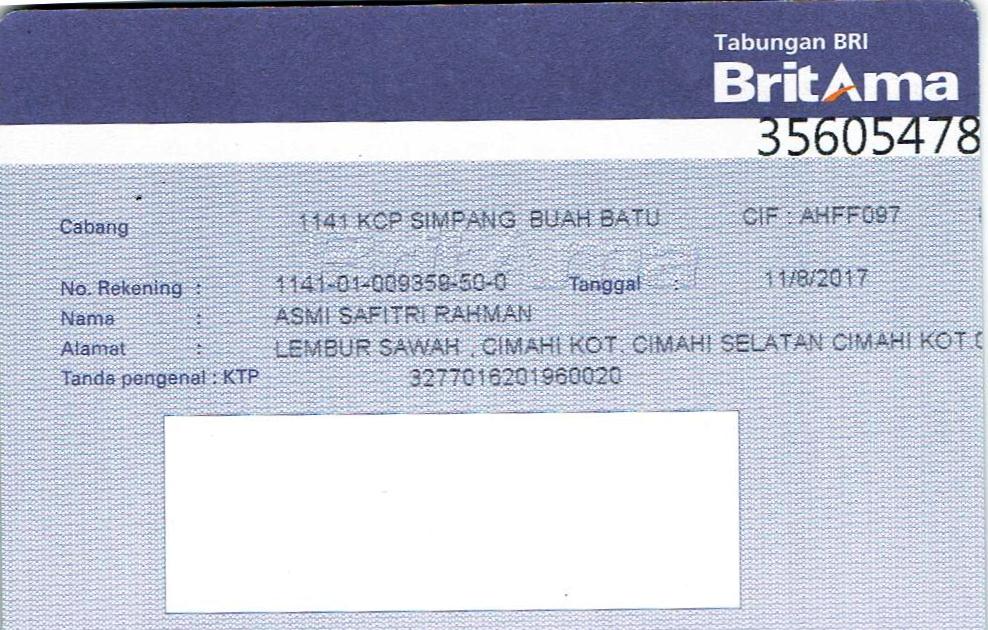 Tabungan BRI
BritAma
35605478
Cabang 1141 KCP SIMPANG BUAH BATU CIF : AHFF097
No. Rekening : 1141-01-009359-50-0 Tanggal : 11/8/2017
Nama : ASMI SAFITRI RAHMAN
Alamat : LEMBUR SAWAH , CIMAHI KOT. CIMAHI SELATAN CIMAHI KOT
Tanda pengenal : KTP 3277016201960020